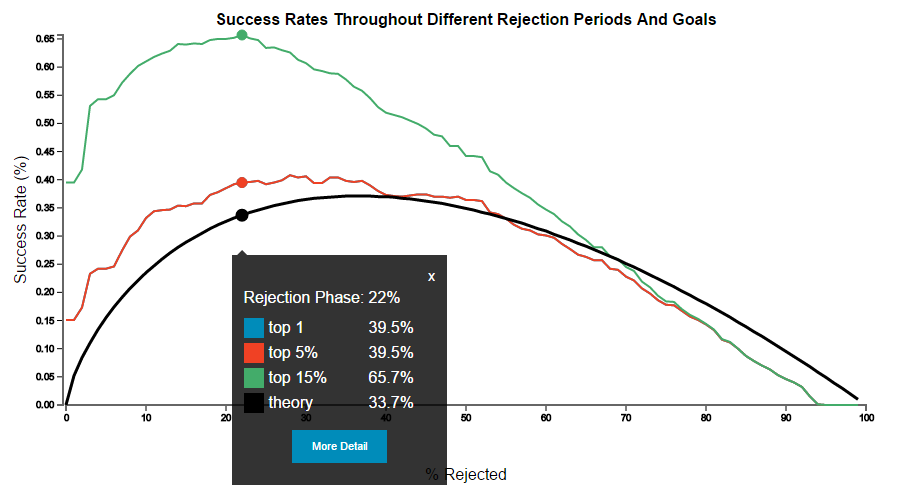 Success Rates Throughout Different Rejection Periods And Goals
Success Rate (%)
0.65
0.60
0.55
0.50
0.45
0.40
0.35
0.30
0.25
0.20
0.15
0.10
0.05
0.00
x
Rejection Phase: 22%
top 1 39.5%
top 5% 39.5%
top 15% 65.7%
theory 33.7%
More Detail
0 10 20 30 40 50 60 70 80 90 100
% Rejected